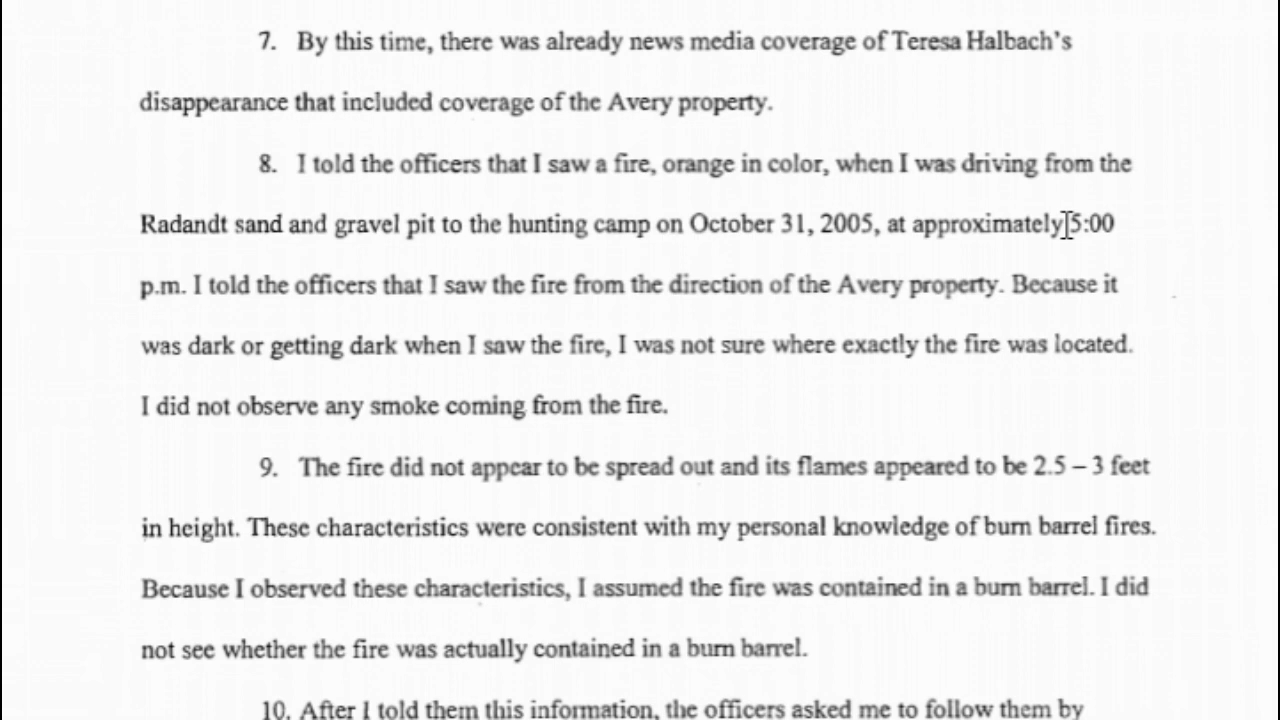 7. By this time, there was already news media coverage of Teresa Halbach's
disappearance that included coverage of the Avery property.
8. I told the officers that I saw a fire, orange in color, when I was driving from the
Radandt sand and gravel pit to the hunting camp on October 31, 2005, at approximately 5:00
p.m. I told the officers that I saw the fire from the direction of the Avery property. Because it
was dark or getting dark when I saw the fire, I was not sure where exactly the fire was located.
I did not observe any smoke coming from the fire.
9. The fire did not appear to be spread out and its flames appeared to be 2.5 – 3 feet
in height. These characteristics were consistent with my personal knowledge of burn barrel fires.
Because I observed these characteristics, I assumed the fire was contained in a burn barrel. I did
not see whether the fire was actually contained in a burn barrel.
10. After I told them this information, the officers asked me to follow them by